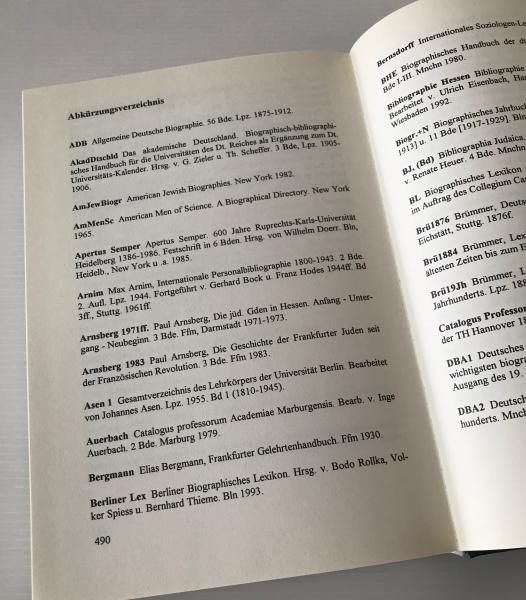 Abkürzungsverzeichnis
ADB Allgemeine Deutsche Biographie. 56 Bde. Lpz. 1875-1912.
AkadDtschld Das akademische Deutschland. Biographisch-bibliographi-
sches Handbuch für die Universitäten des Dt. Reiches als Ergänzung zum Dt.
Universitäts-Kalender. Hrsg. v. G. Zieler u. Th. Scheffer. 3 Bde, Lpz. 1905-
1906.
AmJewBiogr American Jewish Biographies. New York 1982.
AmMenSc American Men of Science. A Biographical Directory. New York
1965.
Apertus Semper Apertus Semper. 600 Jahre Ruprechts-Karls-Universität
Heidelberg 1386-1986. Festschrift in 6 Bden. Hrsg. von Wilhelm Doerr. Bln,
Heidelb., New York u .a. 1985.
Arnim Max Arnim, Internationale Personalbibliographie 1800-1943. 2 Bde.
2. Aufl. Lpz. 1944. Fortgeführt v. Gerhard Bock u. Franz Hodes 1944ff. Bd
3ff., Stuttg. 1961ff.
Arnsberg 1971ff. Paul Arnsberg, Die jüd. Gden in Hessen. Anfang - Unter-
gang - Neubeginn. 3 Bde. Ffm, Darmstadt 1971-1973.
Arnsberg 1983 Paul Arnsberg, Die Geschichte der Frankfurter Juden seit
der Französischen Revolution. 3 Bde. Ffm 1983.
Asen 1 Gesamtverzeichnis des Lehrkörpers der Universität Berlin. Bearbeitet
von Johannes Asen. Lpz. 1955. Bd 1 (1810-1945).
Auerbach Catalogus professorum Academiae Marburgensis. Bearb. v. Inge
Auerbach. 2 Bde. Marburg 1979.
Bergmann Elias Bergmann, Frankfurter Gelehrtenhandbuch. Ffm 1930.
Berliner Lex Berliner Biographisches Lexikon. Hrsg. v. Bodo Rollka, Vol-
ker Spiess u. Bernhard Thieme. Bln 1993.
490
Bernsdorff Internationales Soziologen-Le
BHE Biographisches Handbuch der
Bde I-III. Mnchn 1980.
Bibliographie Hessen Bibliographie
Bearbeitet v. Ulrich Eisenbach, Har
Wiesbaden 1992.
Biogr.+N Biographisches Jahrbuc
1913] u. 11 Bde [1917-1929]. Bln
BJ, (Bd) Bibliographia Judaica.
v. Renate Heuer. 4 Bde. Mnchn
BL Biographisches Lexikon
im Auftrag des Collegium Ca
Brü1876 Brümmer, Deuts
Eichstätt, Stuttg. 1876f.
Brü1884 Brümmer, Lex
ältesten Zeiten bis zum E
Brü19Jh Brümmer, L
Jahrhunderts. Lpz. 188
Catalogus Professor
der TH Hannover 18
DBA1 Deutsches
wichtigsten biogra
Ausgang des 19.
DBA2 Deutsch
hunderts. Mnc